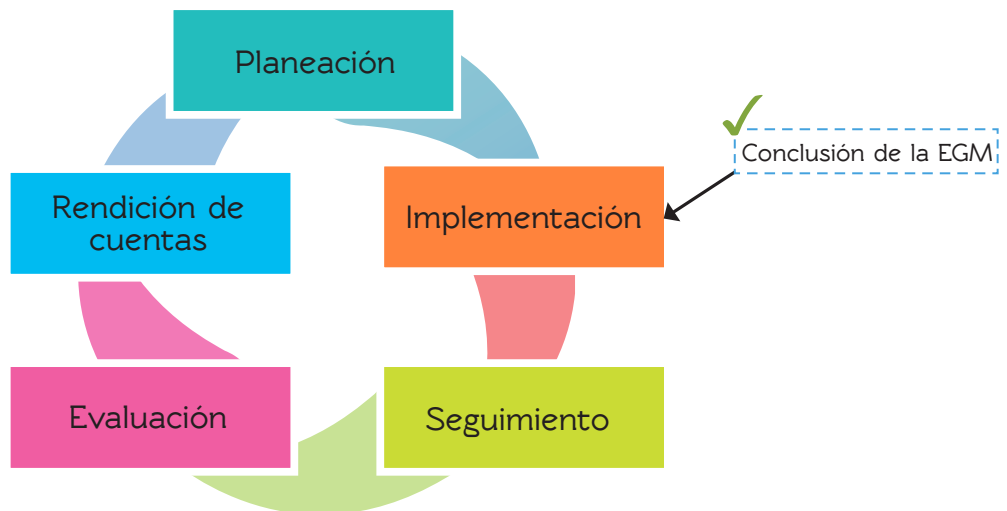 Planeación
Conclusión de la EGM
Rendición de
cuentas
Implementación
Evaluación
Seguimiento